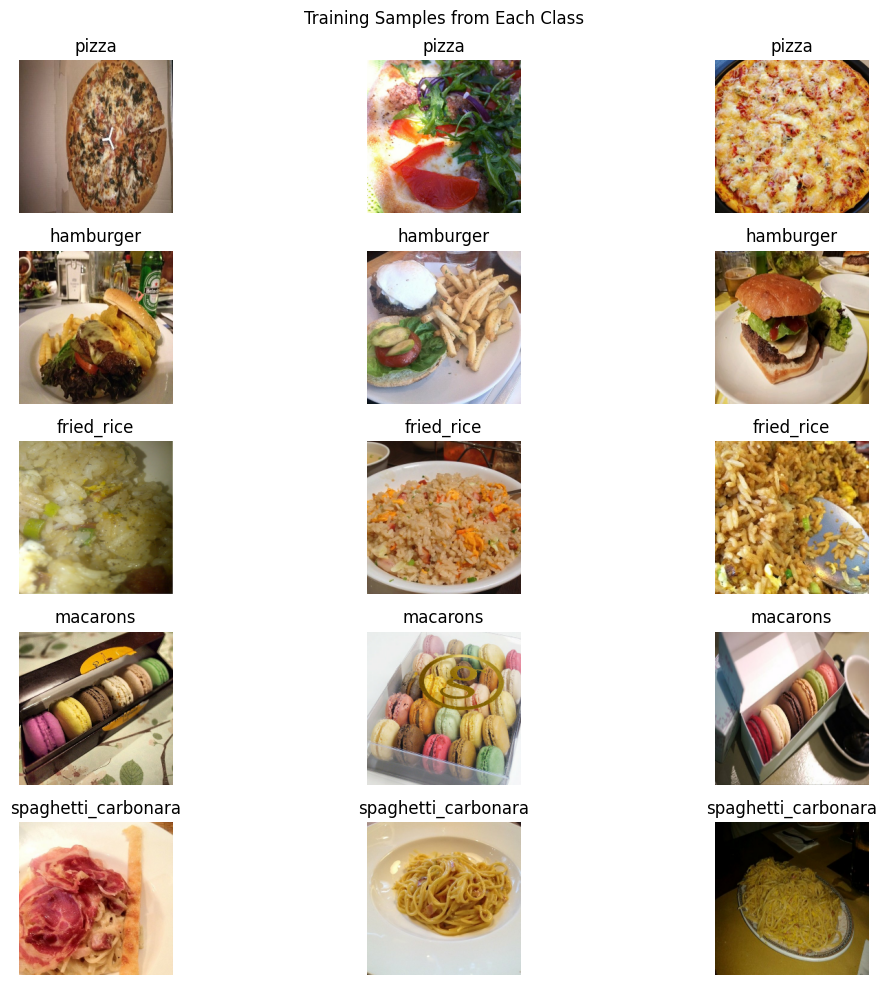 Training Samples from Each Class
pizza pizza pizza
hamburger hamburger hamburger
fried_rice fried_rice fried_rice
macarons macarons macarons
spaghetti_carbonara spaghetti_carbonara spaghetti_carbonara